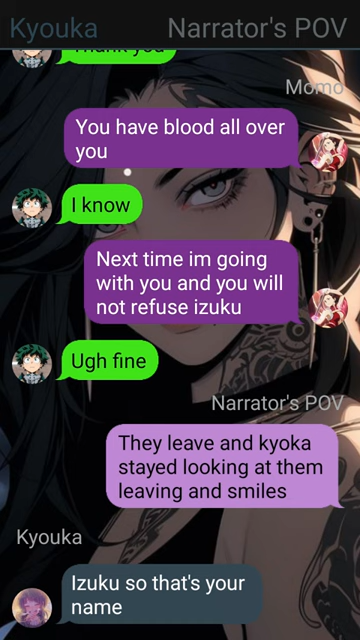 Kyouka
Narrator's POV
Thank you
Momo
You have blood all over
you
I know
Next time im going
with you and you will
not refuse izuku
Ugh fine
Narrator's POV
They leave and kyoka
stayed looking at them
leaving and smiles
Kyouka
Izuku so that's your
name